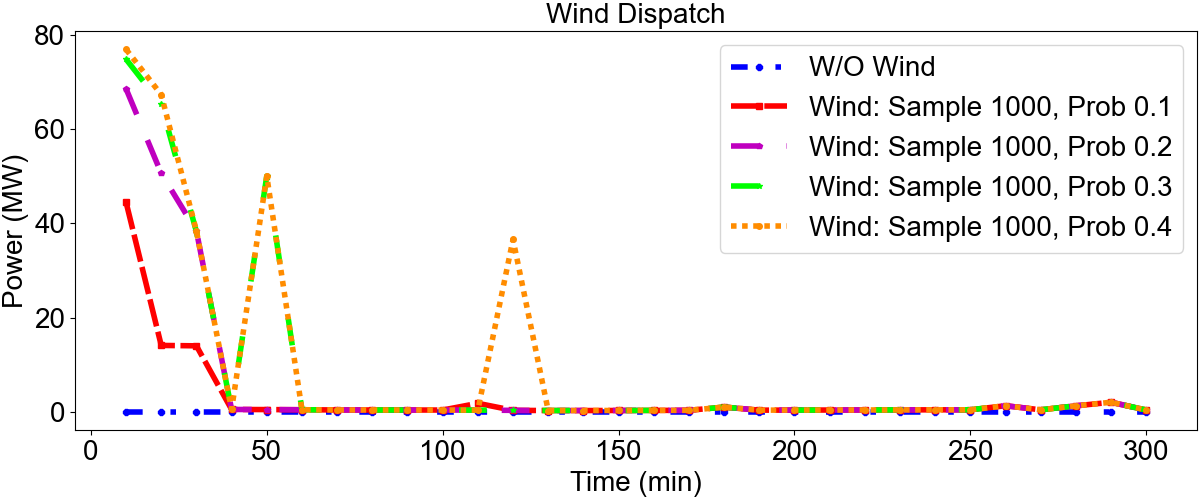 Wind Dispatch
80
60
40
20
0
Power (MW)
W/O Wind
Wind: Sample 1000, Prob 0.1
Wind: Sample 1000, Prob 0.2
Wind: Sample 1000, Prob 0.3
Wind: Sample 1000, Prob 0.4
0 50 100 150 200 250 300
Time (min)